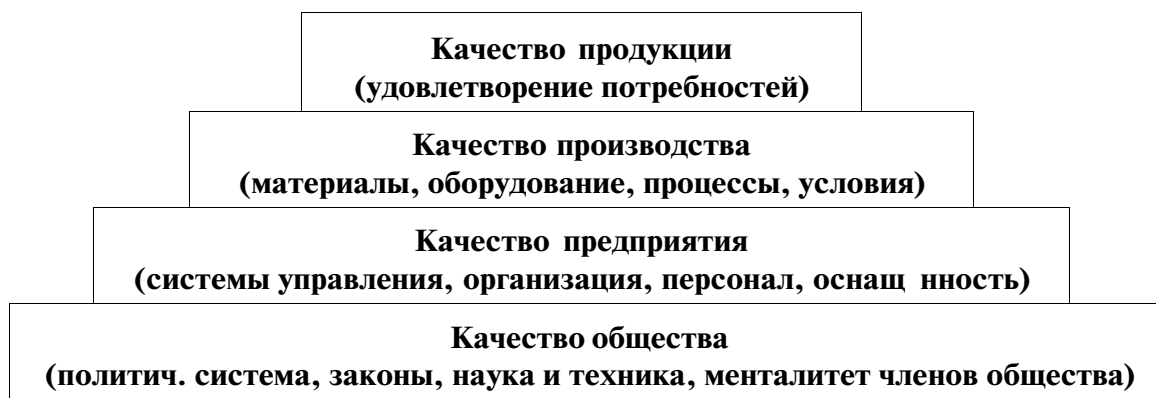 Качество продукции
(удовлетворение потребностей)
Качество производства
(материалы, оборудование, процессы, условия)
Качество предприятия
(системы управления, организация, персонал, оснащ нность)
Качество общества
(политич. система, законы, наука и техника, менталитет членов общества)